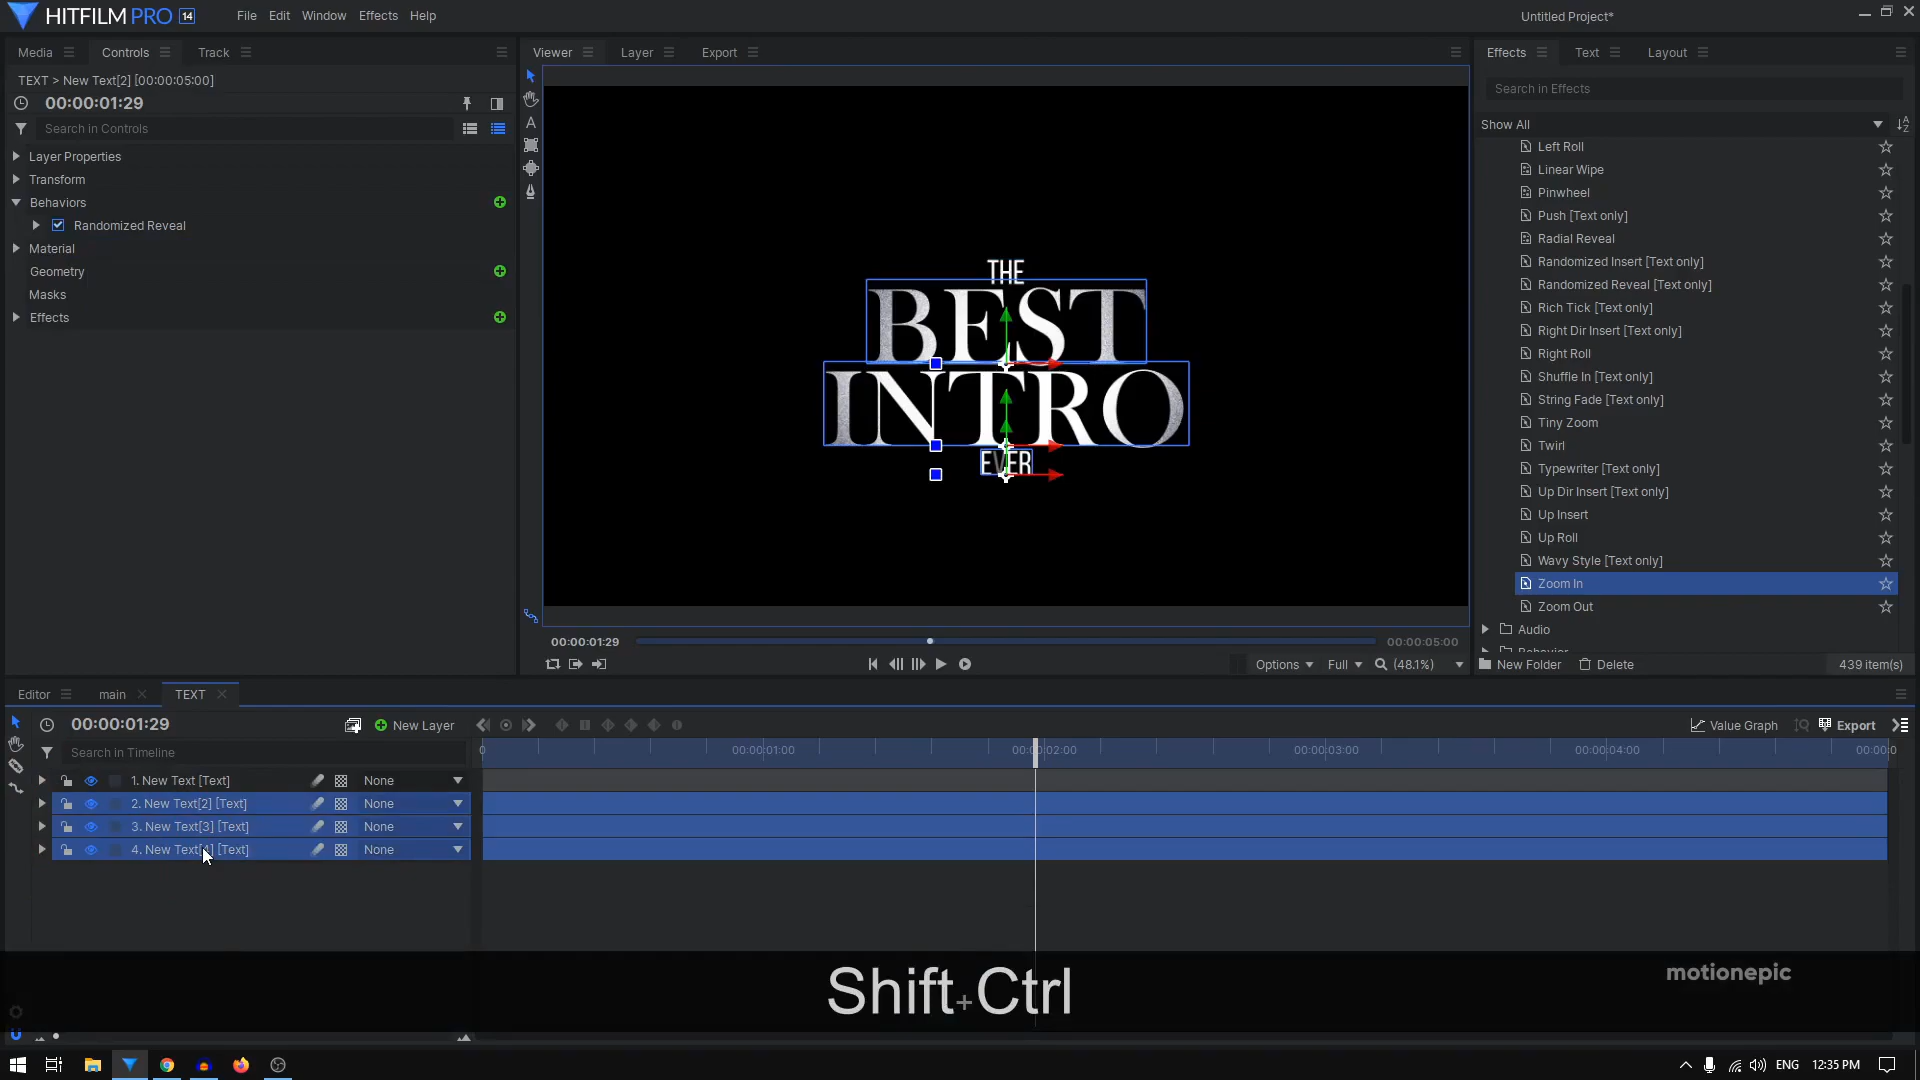 HITFILM PRO 14
File Edit Window Effects Help
Untitled Project*
Media Controls Track
Viewer Layer Export
Effects Text Layout
TEXT > New Text[2] [00:00:05:00]
00:00:01:29
Search in Controls
Layer Properties
Transform
Behaviors
Randomized Reveal
Material
Geometry
Masks
Effects
THE
BEST
INTRO
EVER
00:00:01:29 00:00:05:00
Options Full (48.1%)
Search in Effects
Show All
Left Roll
Linear Wipe
Pinwheel
Push [Text only]
Radial Reveal
Randomized Insert [Text only]
Randomized Reveal [Text only]
Rich Tick [Text only]
Right Dir Insert [Text only]
Right Roll
Shuffle In [Text only]
String Fade [Text only]
Tiny Zoom
Twirl
Typewriter [Text only]
Up Dir Insert [Text only]
Up Insert
Up Roll
Wavy Style [Text only]
Zoom In
Zoom Out
Audio
New Folder Delete 439 item(s)
Editor main TEXT
00:00:01:29 New Layer Value Graph Export
Search in Timeline
0 00:00:01:00 00:00:02:00 00:00:03:00 00:00:04:00 00:00:0
1. New Text [Text] None
2. New Text[2] [Text] None
3. New Text[3] [Text] None
4. New Text[4] [Text] None
Shift+Ctrl
motionepic
ENG 12:35 PM